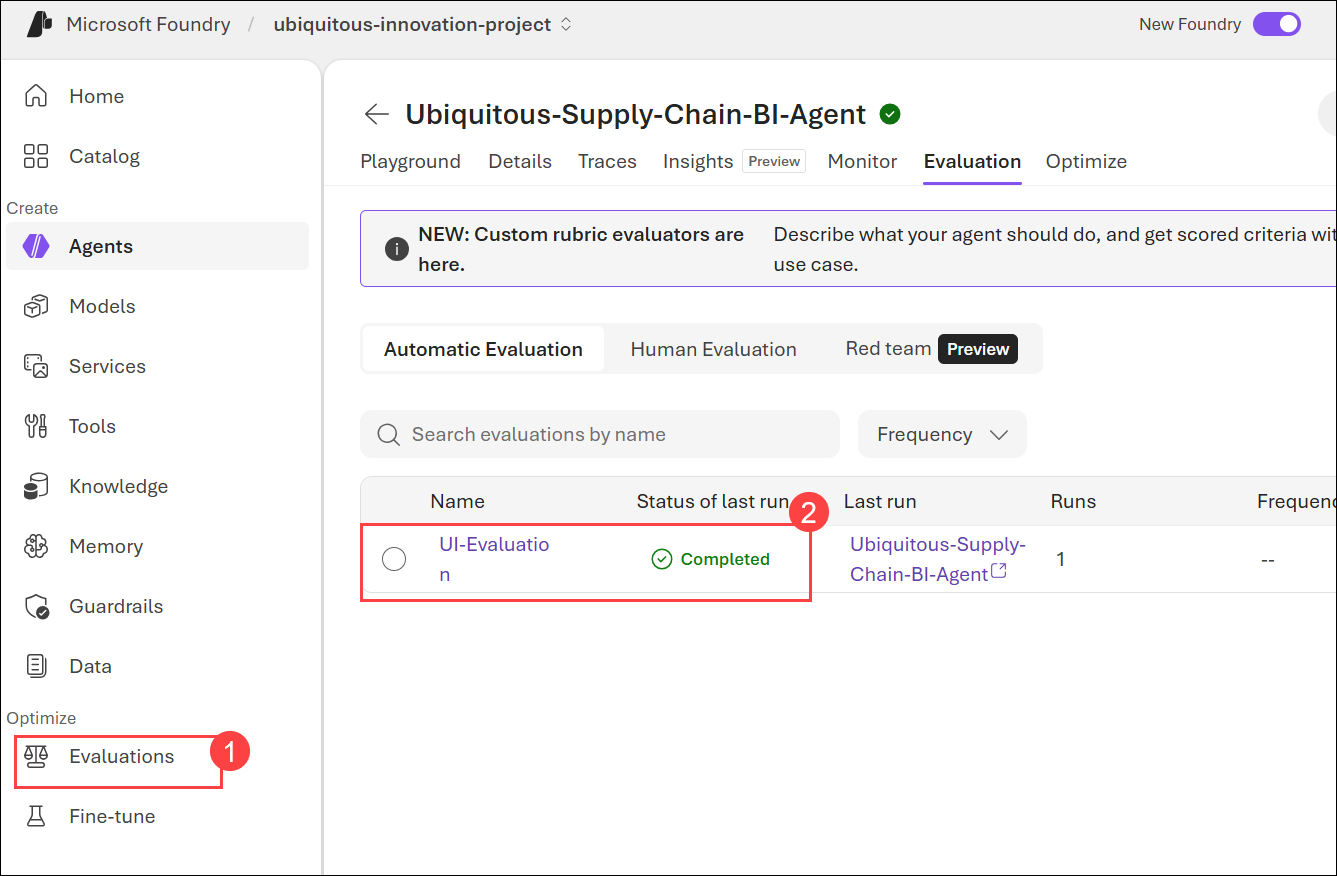 Microsoft Foundry / ubiquitous-innovation-project
New Foundry
Home
Catalog
Create
Agents
Models
Services
Tools
Knowledge
Memory
Guardrails
Data
Optimize
Evaluations
1
Fine-tune
Ubiquitous-Supply-Chain-BI-Agent
Playground Details Traces Insights Preview Monitor Evaluation Optimize
NEW: Custom rubric evaluators are
here.
Describe what your agent should do, and get scored criteria wit
use case.
Automatic Evaluation Human Evaluation Red team Preview
Search evaluations by name
Frequency
Name Status of last run Last run Runs Frequenc
2
UI-Evaluatio
n
Completed
Ubiquitous-Supply-
Chain-BI-Agent
1
--